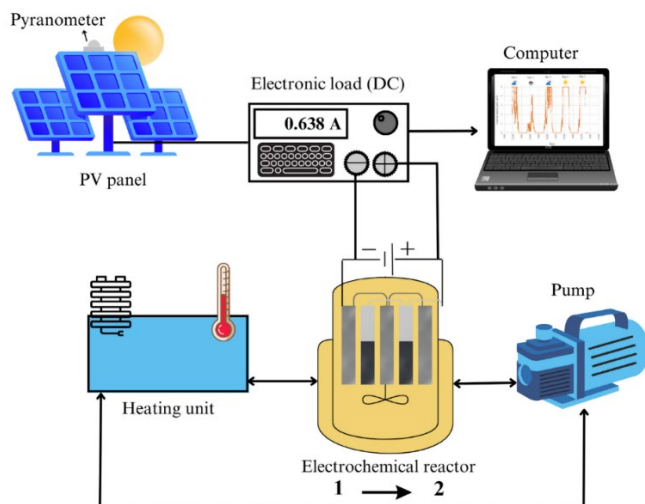 Pyranometer
PV panel
Electronic load (DC)
0.638 A
Computer
− +
Heating unit
Pump
Electrochemical reactor
1 → 2